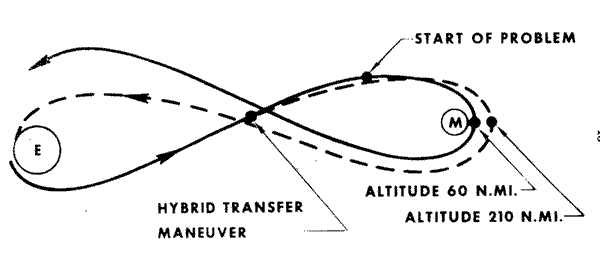 START OF PROBLEM
E
M
ALTITUDE 60 N.MI.
ALTITUDE 210 N.MI.
HYBRID TRANSFER
MANEUVER